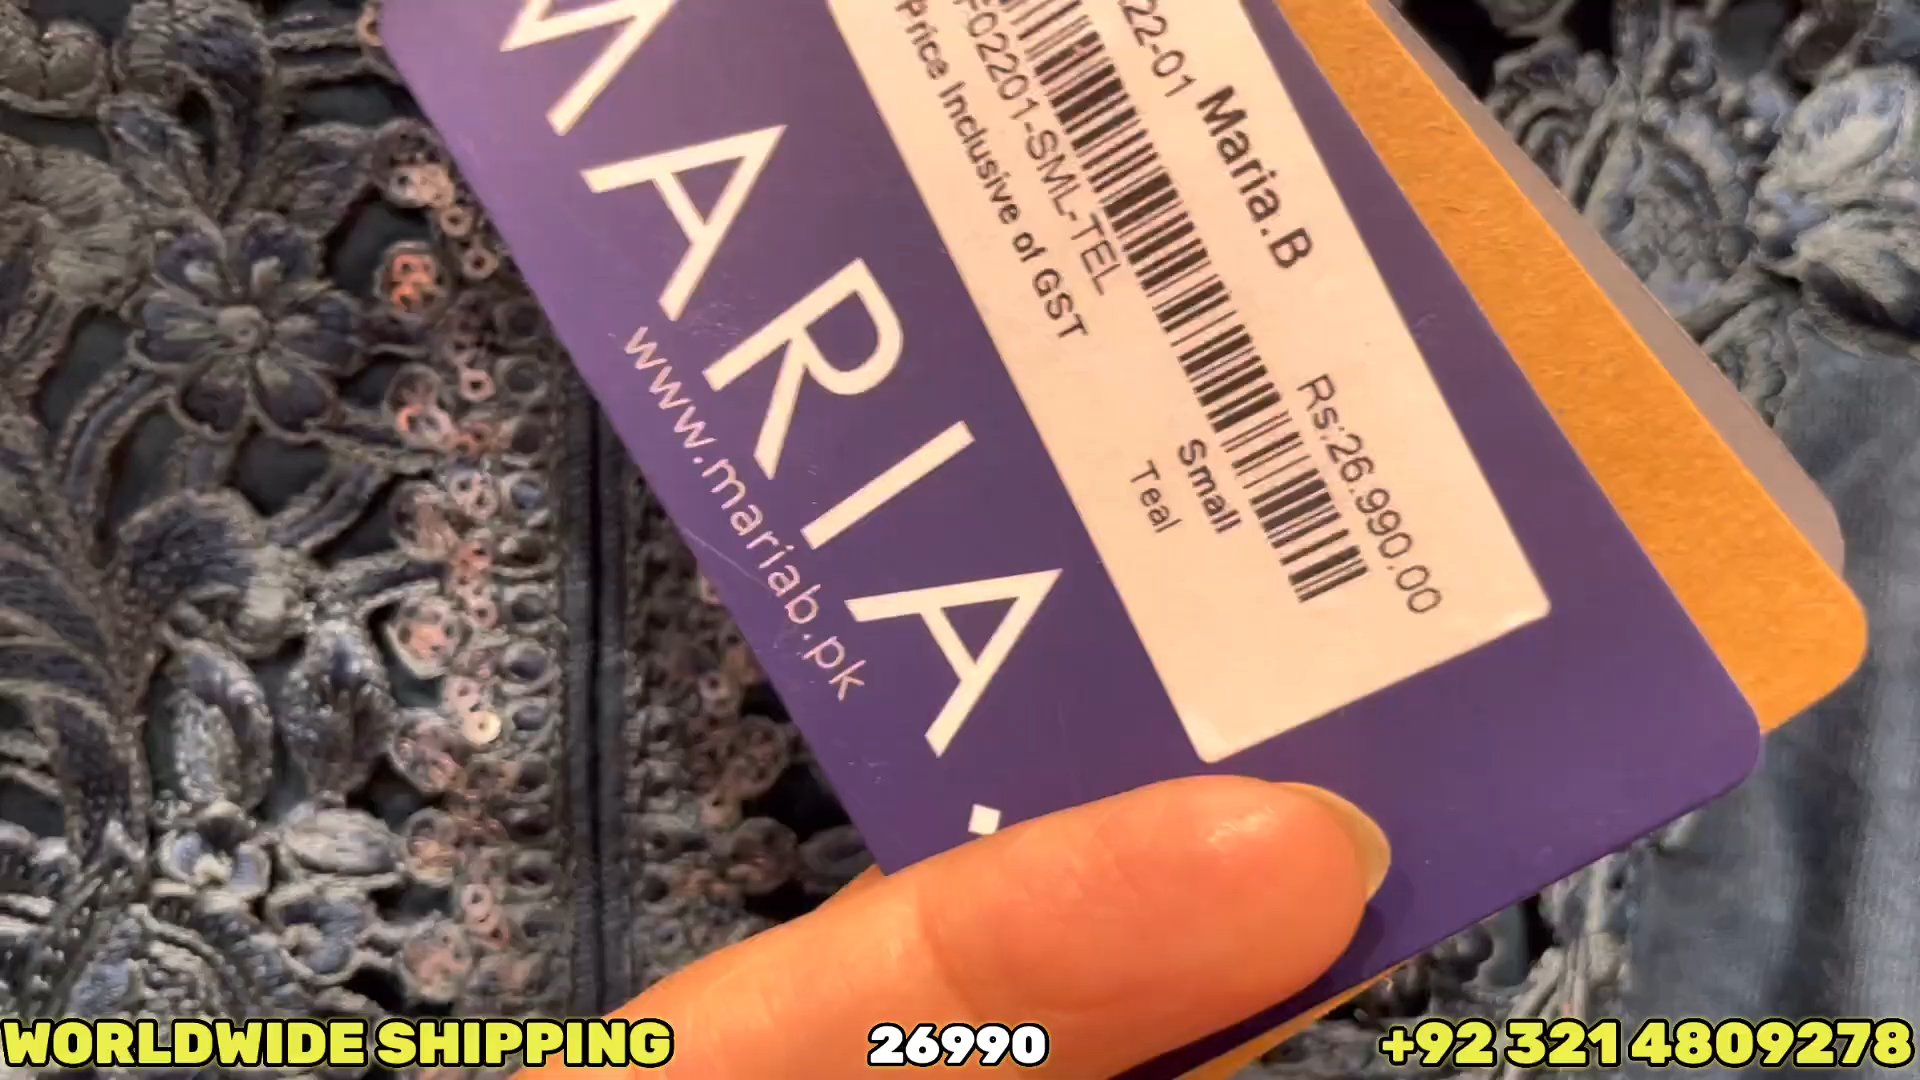 MARIA.
www.mariab.pk
Maria.B
22-01
Rs:26,990.00
F02201-SML-TEL
Small
Price Inclusive of GST
Teal
WORLDWIDE SHIPPING
26990
+92 321 4809278